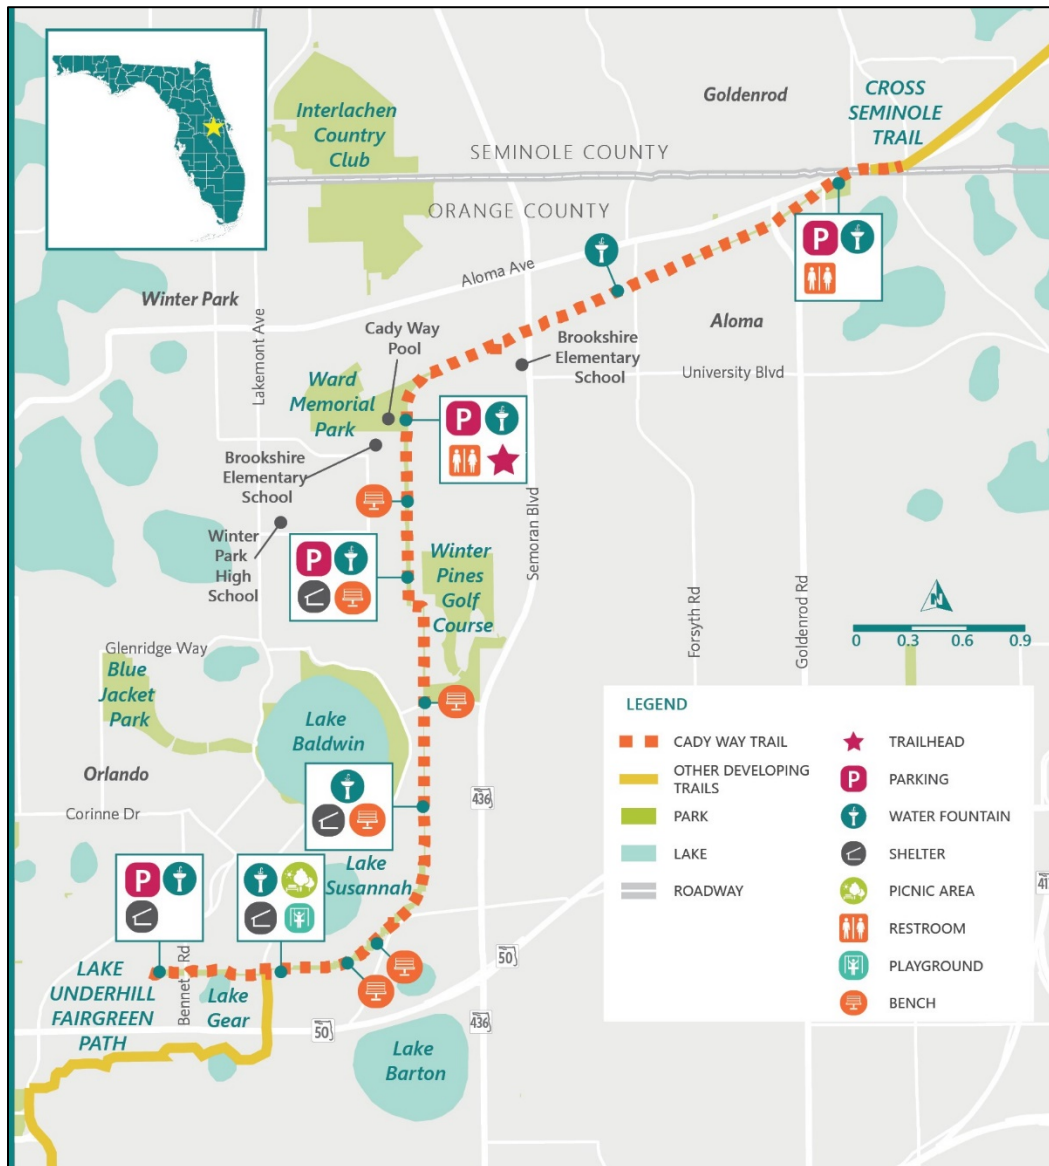 Goldenrod
CROSS
SEMINOLE
TRAIL
Interlachen
Country
Club
SEMINOLE COUNTY
ORANGE COUNTY
P
Aloma Ave
Winter Park
Aloma
Lakemont Ave
Cady Way
Pool
Brookshire
Elementary
School
University Blvd
Ward
Memorial
Park
P
Brookshire
Elementary
School
Semoran Blvd
Winter
Park
High
School
P
Winter
Pines
Golf
Course
N
0 0.3 0.6 0.9
Forsyth Rd
Goldenrod Rd
Glenridge Way
Blue
Jacket
Park
Lake
Baldwin
Orlando
Corinne Dr
436
Lake
Susannah
P
Bennett Rd
LAKE
UNDERHILL
FAIRGREEN
PATH
Lake
Gear
50
50
436
Lake
Barton
LEGEND
CADY WAY TRAIL
OTHER DEVELOPING
TRAILS
PARK
LAKE
ROADWAY
TRAILHEAD
P PARKING
WATER FOUNTAIN
SHELTER
PICNIC AREA
RESTROOM
PLAYGROUND
BENCH